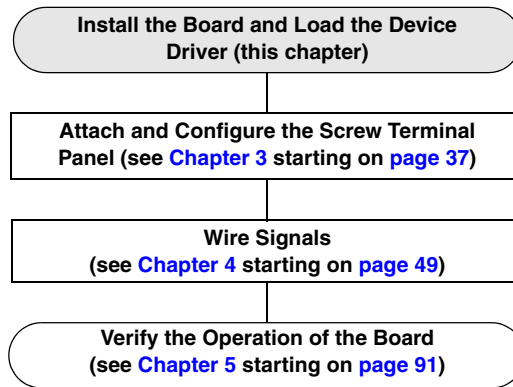 Install the Board and Load the Device
Driver (this chapter)
Attach and Configure the Screw Terminal
Panel (see Chapter 3 starting on page 37)
Wire Signals
(see Chapter 4 starting on page 49)
Verify the Operation of the Board
(see Chapter 5 starting on page 91)